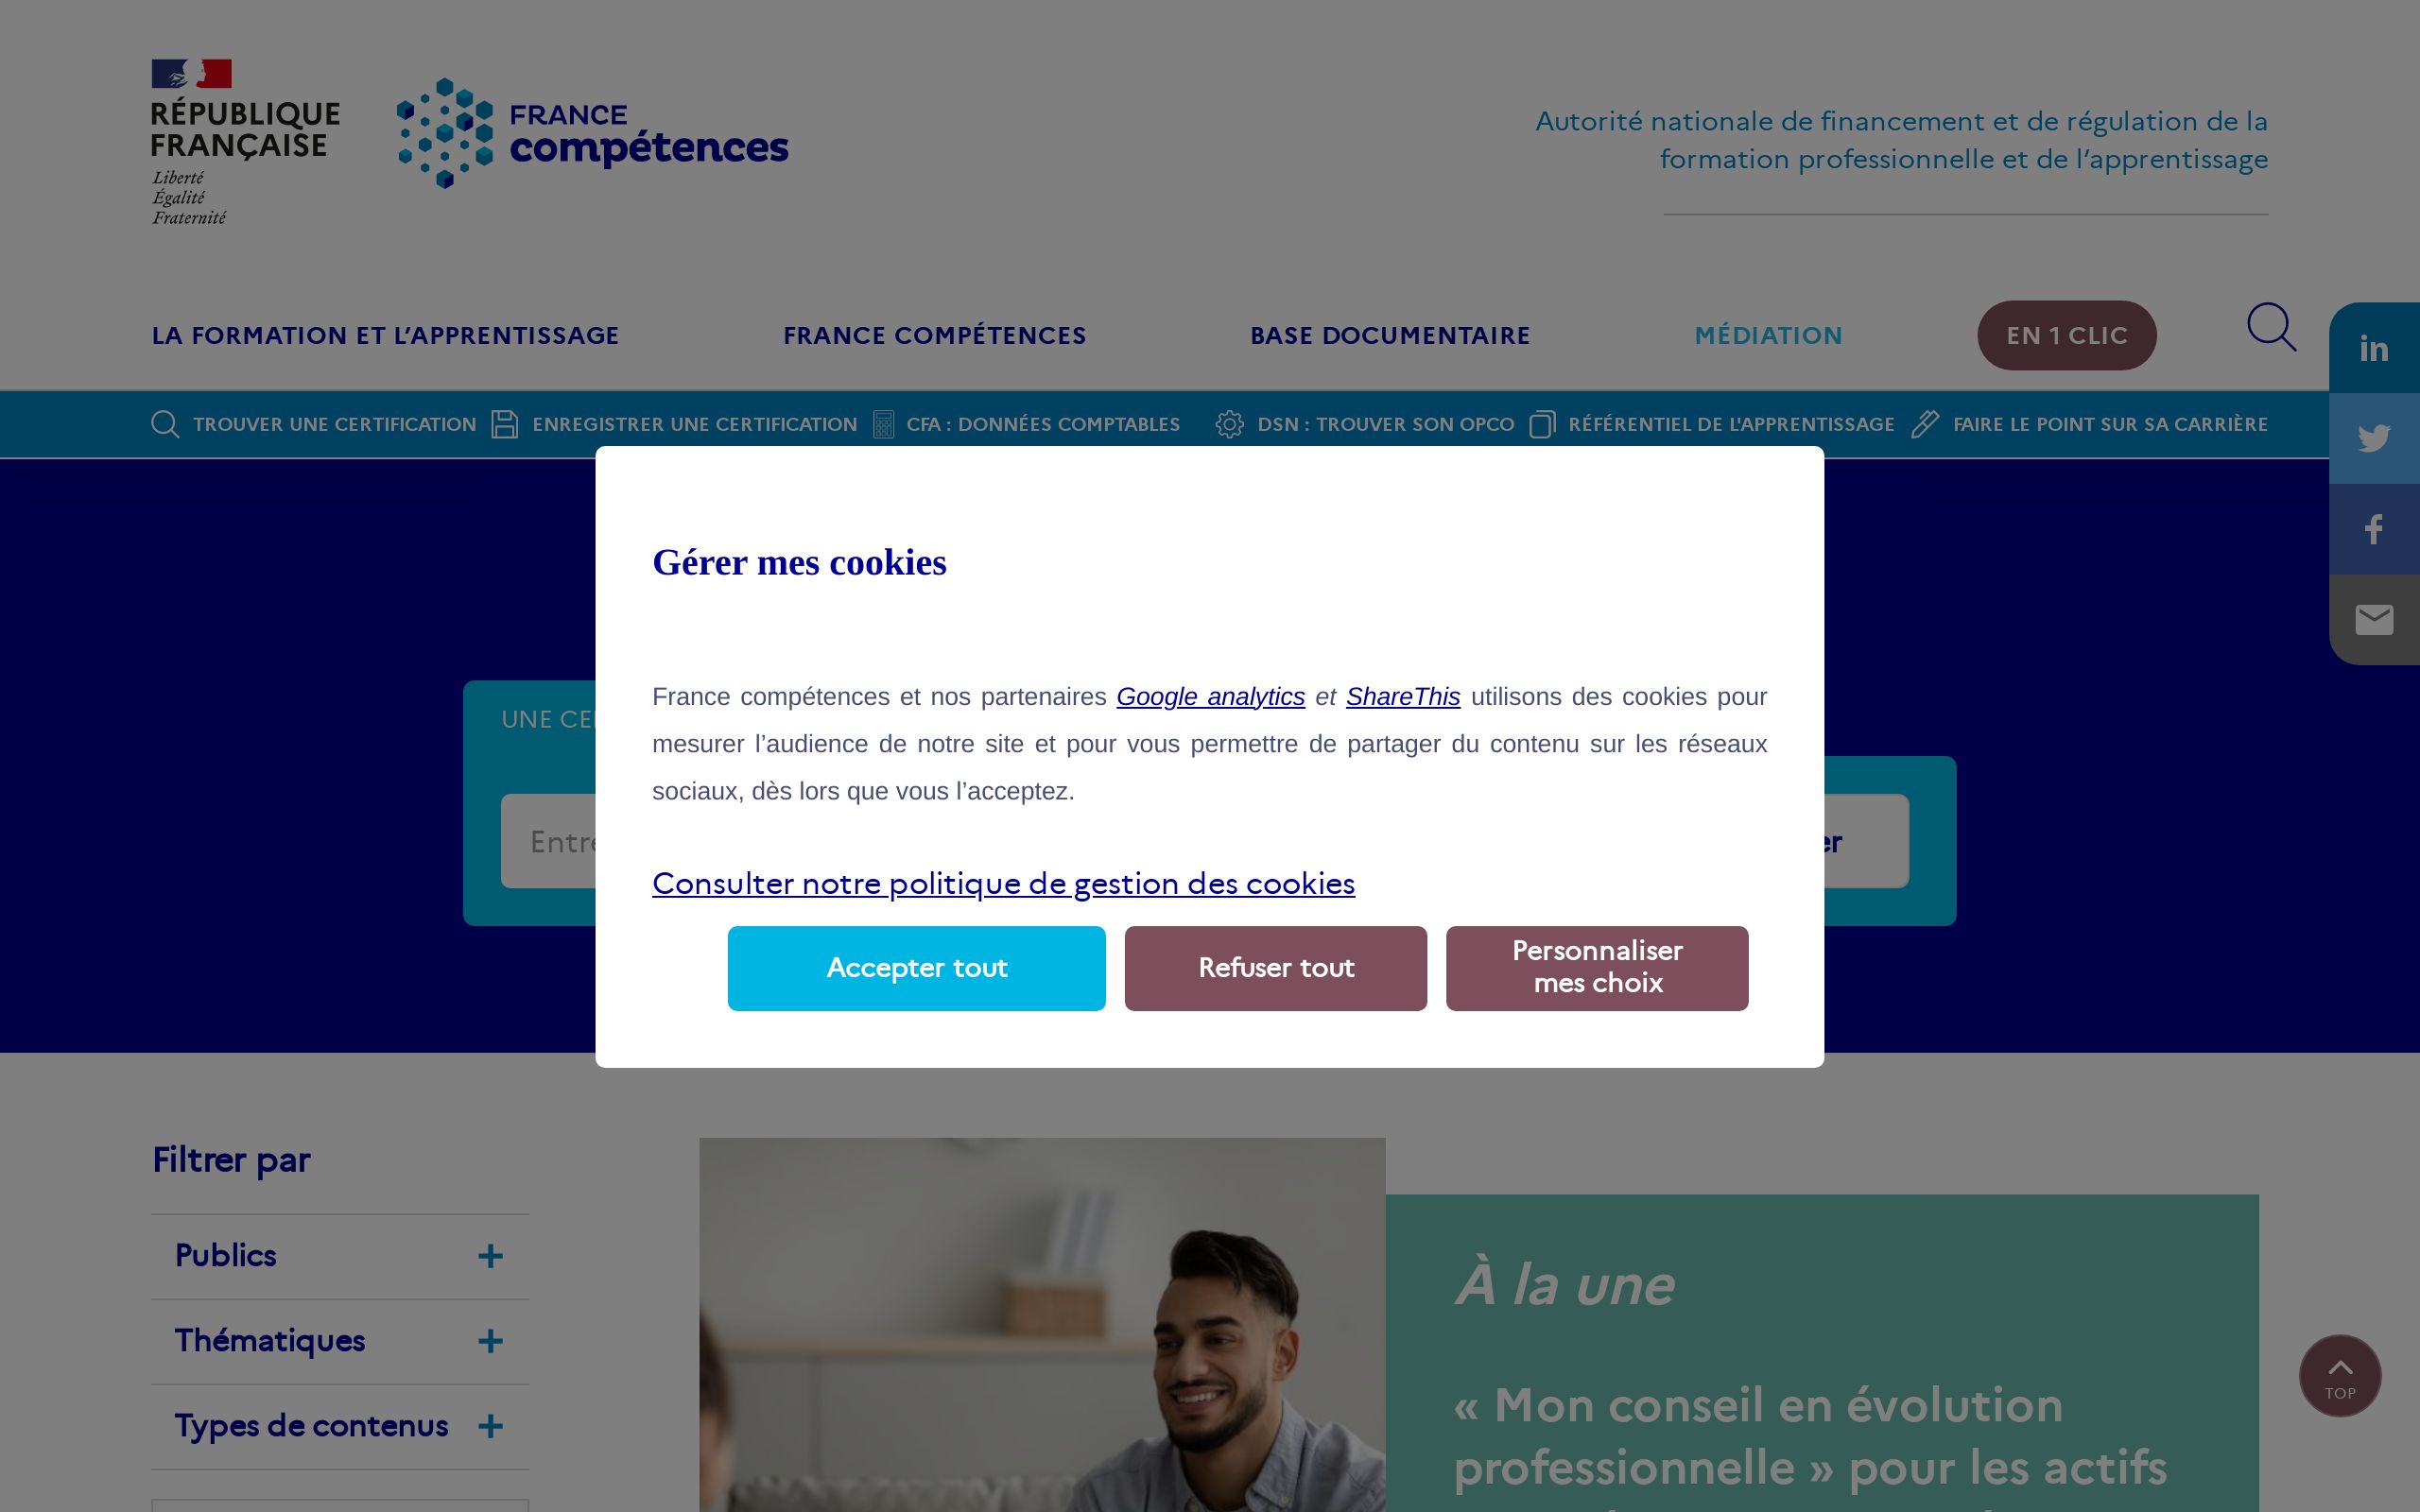 RÉPUBLIQUE
FRANÇAISE
Liberté
Égalité
Fraternité
FRANCE
compétences
Autorité nationale de financement et de régulation de la
formation professionnelle et de l’apprentissage
LA FORMATION ET L’APPRENTISSAGE FRANCE COMPÉTENCES BASE DOCUMENTAIRE MÉDIATION EN 1 CLIC
TROUVER UNE CERTIFICATION ENREGISTRER UNE CERTIFICATION CFA : DONNÉES COMPTABLES DSN : TROUVER SON OPCO RÉFÉRENTIEL DE L'APPRENTISSAGE FAIRE LE POINT SUR SA CARRIÈRE
Gérer mes cookies
France compétences et nos partenaires Google analytics et ShareThis utilisons des cookies pour
mesurer l’audience de notre site et pour vous permettre de partager du contenu sur les réseaux
sociaux, dès lors que vous l’acceptez.
UNE
Consulter notre politique de gestion des cookies
Accepter tout
Refuser tout
Personnaliser
mes choix
Filtrer par
Publics +
Thématiques +
Types de contenus +
À la une
« Mon conseil en évolution
professionnelle » pour les actifs
TOP